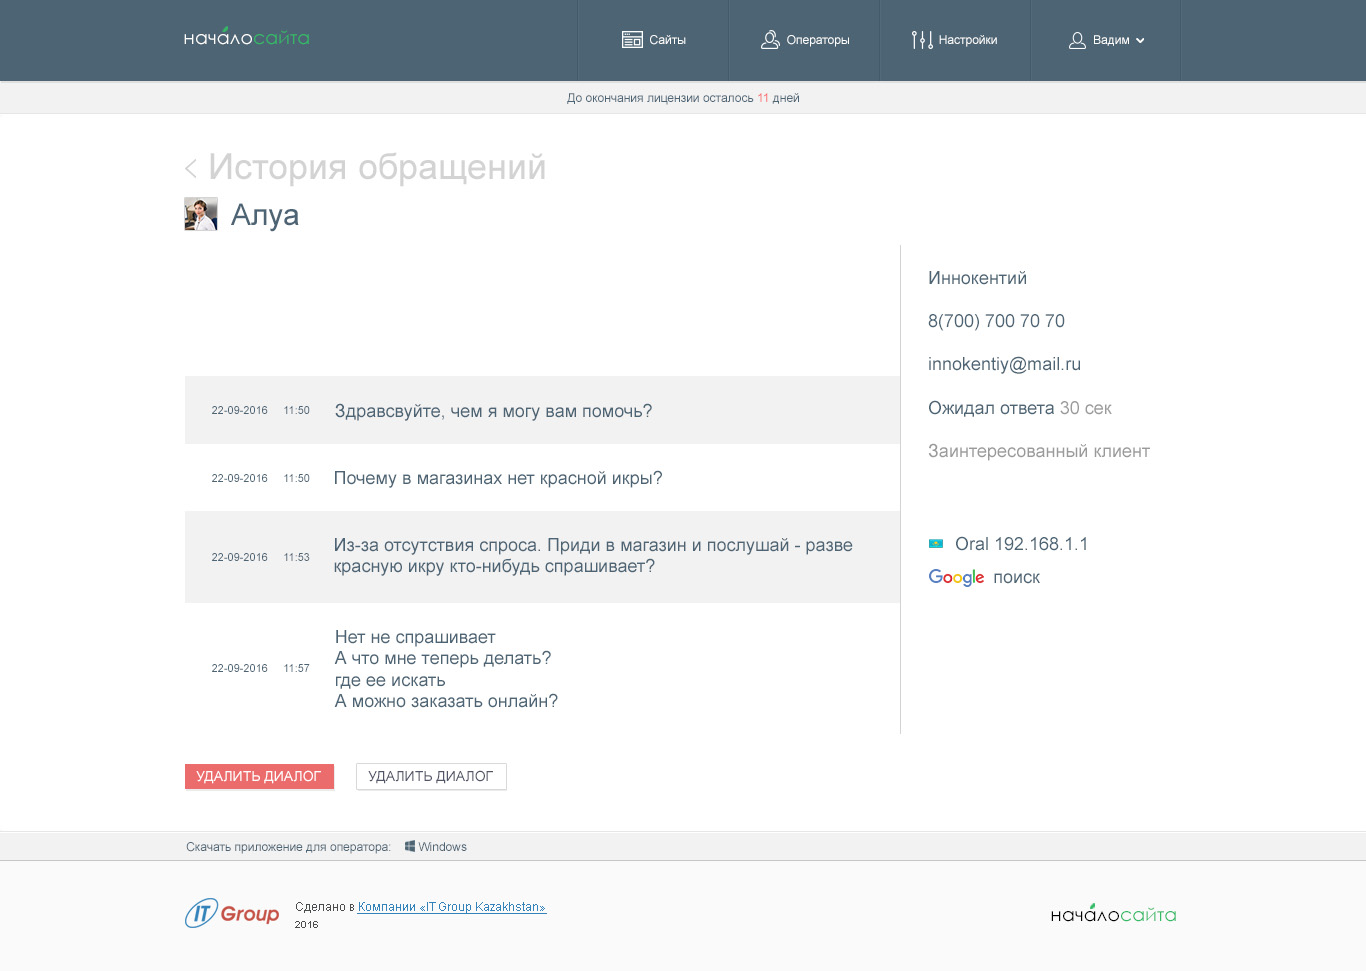 начáлосайта
Сайты
Операторы
Настройки
Вадим
До окончания лицензии осталось 11 дней
История обращений
Алуа
22-09-2016 11:50 Здравсвуйте, чем я могу вам помочь?
22-09-2016 11:50 Почему в магазинах нет красной икры?
22-09-2016 11:53 Из-за отсутствия спроса. Приди в магазин и послушай - разве
красную икру кто-нибудь спрашивает?
22-09-2016 11:57 Нет не спрашивает
А что мне теперь делать?
где ее искать
А можно заказать онлайн?
Иннокентий
8(700) 700 70 70
innokentiy@mail.ru
Ожидал ответа 30 сек
Заинтересованный клиент
Oral 192.168.1.1
Google поиск
УДАЛИТЬ ДИАЛОГ
УДАЛИТЬ ДИАЛОГ
Скачать приложение для оператора: Windows
IT Group
Сделано в Компании «IT Group Kazakhstan»
2016
начáлосайта